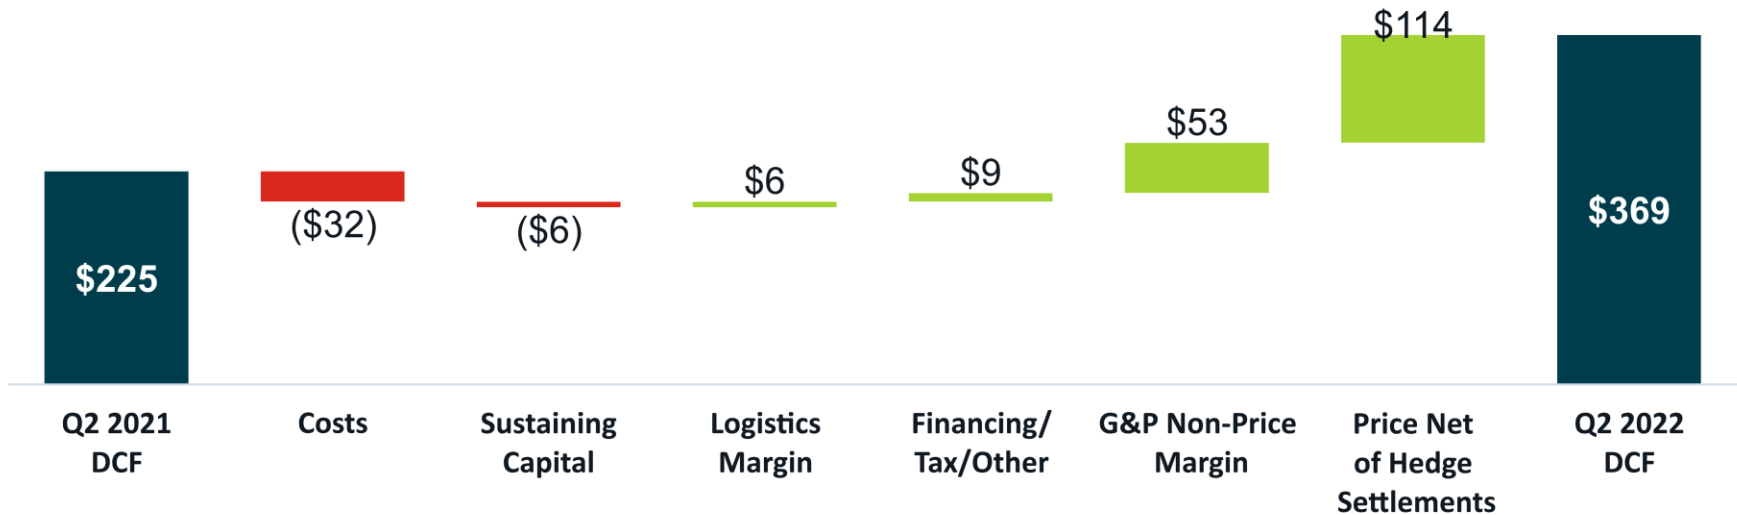 $114
$53
$6
$9
($32)
($6)
$225
$369
Q2 2021
DCF
Costs
Sustaining
Capital
Logistics
Margin
Financing/
Tax/Other
G&P Non-Price
Margin
Price Net
of Hedge
Settlements
Q2 2022
DCF